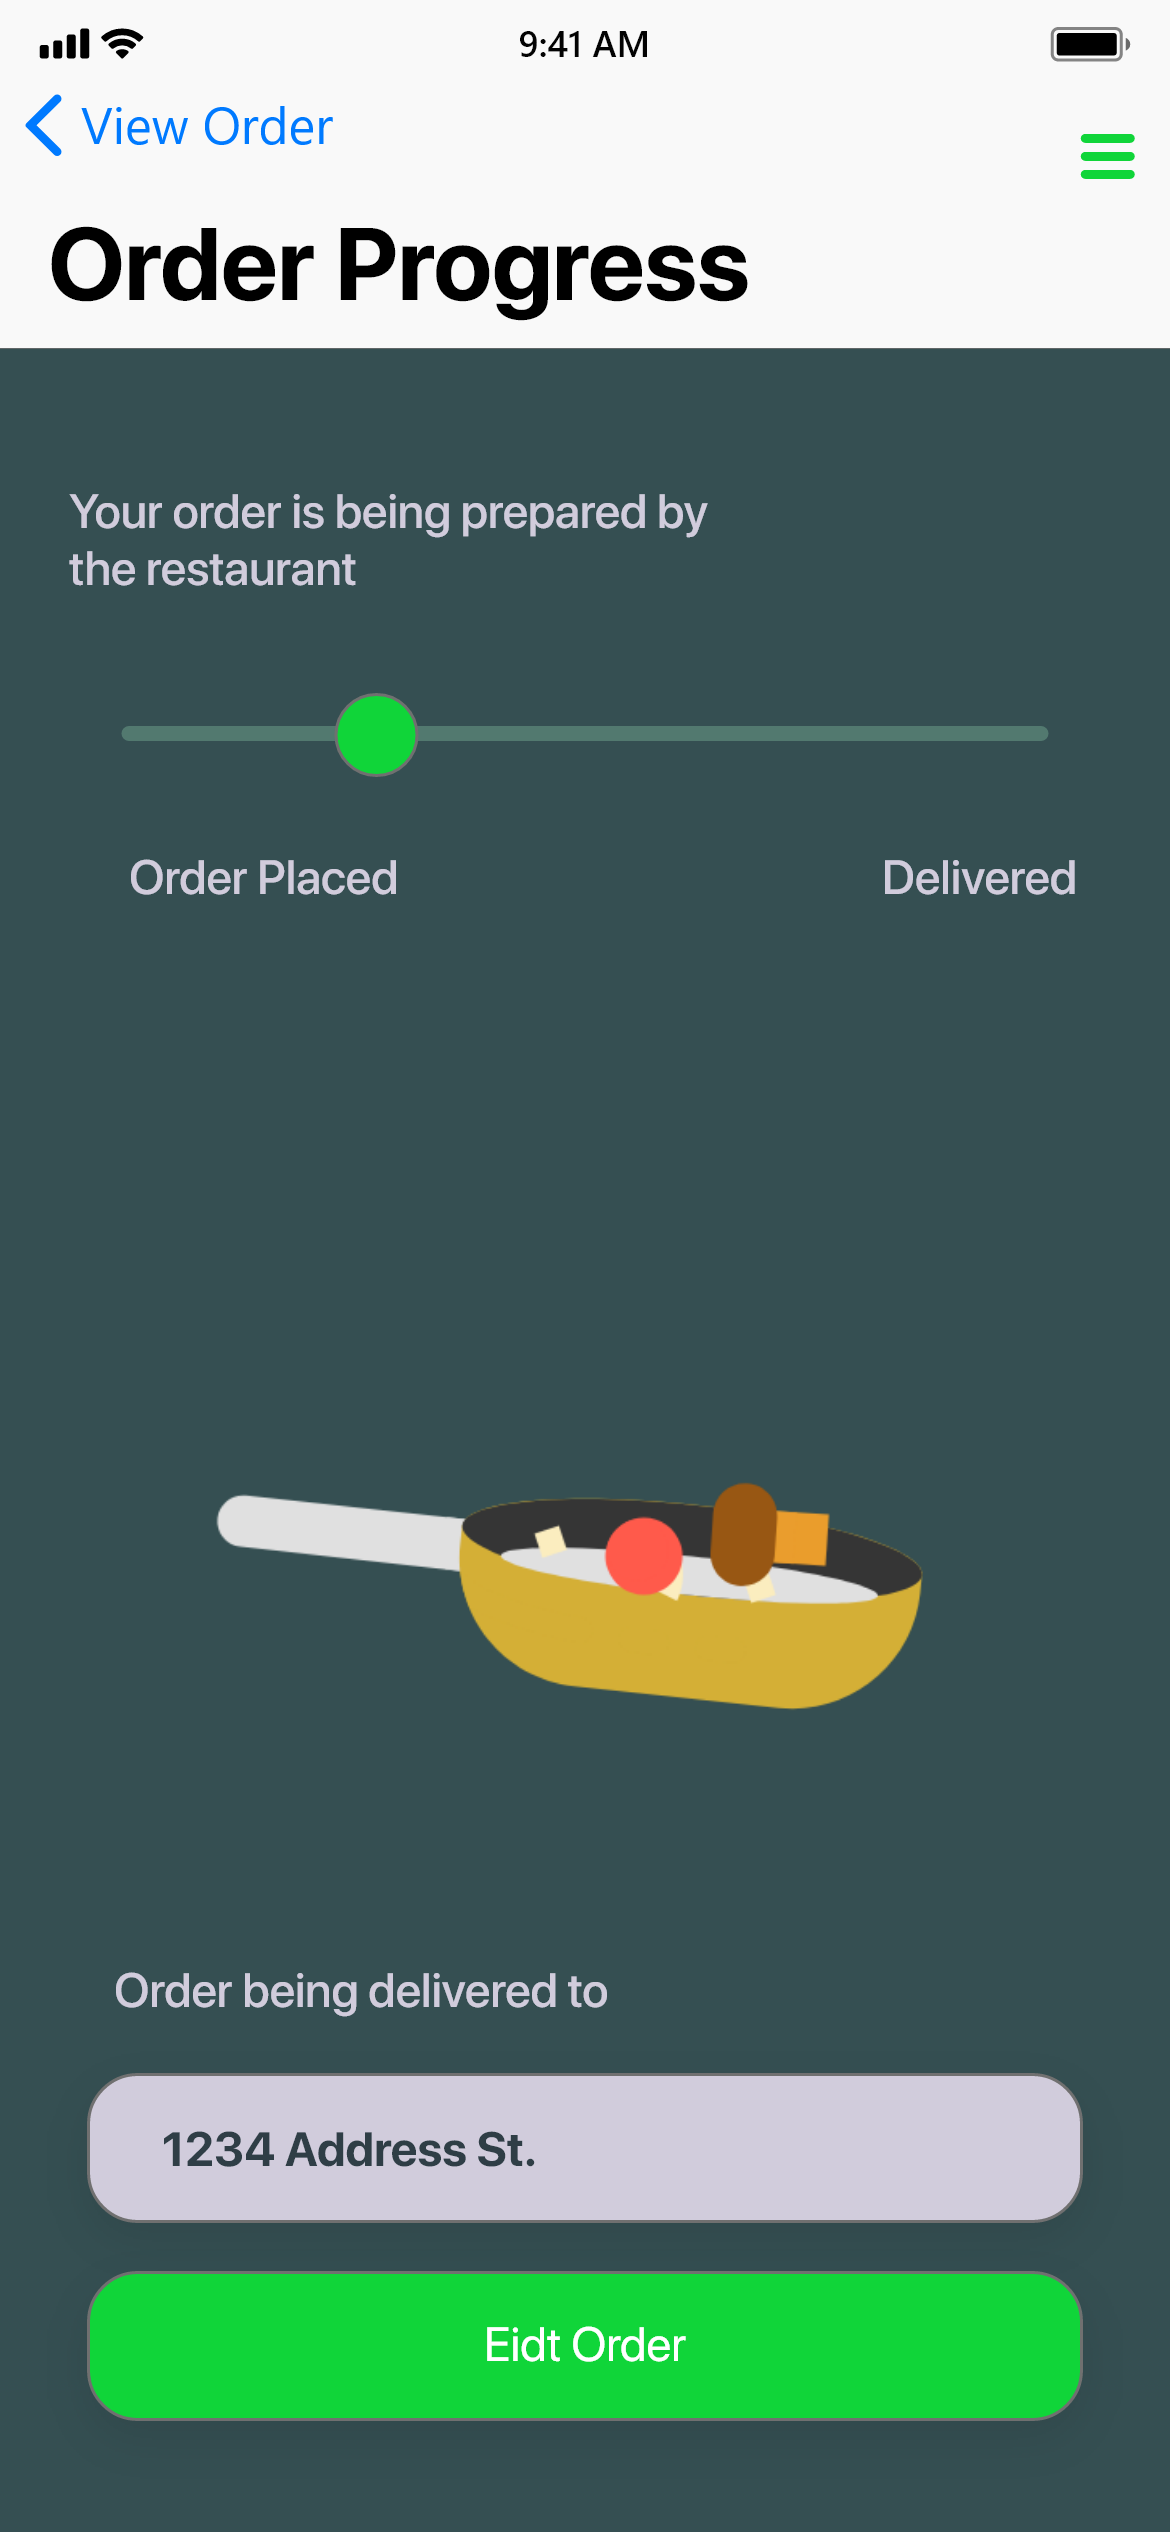 9:41 AM
View Order
Order Progress
Your order is being prepared by
the restaurant
Order Placed
Delivered
Order being delivered to
1234 Address St.
Eidt Order